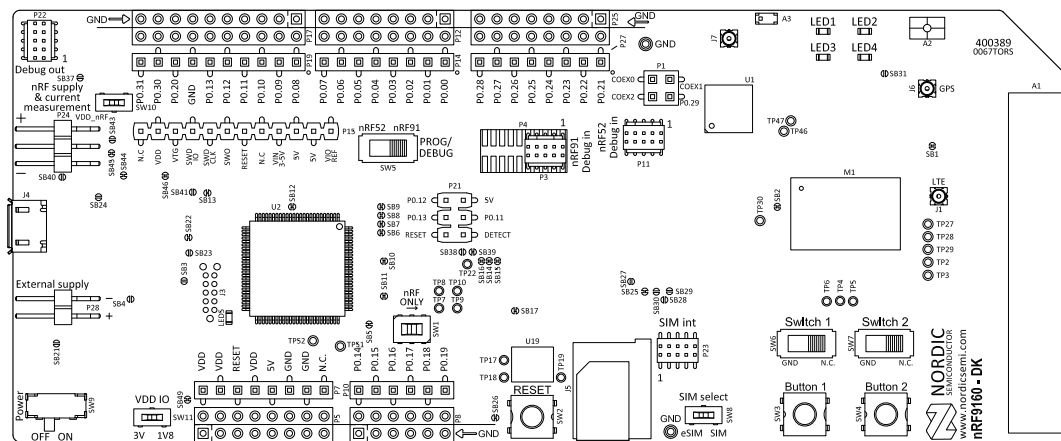 P22
1
Debug out
SB37
nRF supply
& current
measurement
P24
VDD_nRF
SW10
SB43
SB45
SB44
SB40
SB24
+
−
J4
External supply
P28
−
+
SB4
SB21
Power
SW9
OFF ON
GND
P17
P12
P25
GND
P19
P14
P27
GND
P0.31
P0.30
P0.20
GND
P0.13
P0.12
P0.11
P0.10
P0.09
P0.08
P0.07
P0.06
P0.05
P0.04
P0.03
P0.02
P0.01
P0.00
P0.28
P0.27
P0.26
P0.25
P0.24
P0.23
P0.22
P0.21
P15
N.C
VDD
VTG
SWD IO
SWD CLK
SWO
RESET
N.C
VIN 3-5V
5V
5V
VIO REF
nRF52 nRF91
PROG/
DEBUG
SW5
P4
1
P3
nRF91
Debug in
nRF52
Debug in
1
P11
P1
COEX0
COEX1
COEX2
P0.29
J7
A3
U1
LED1
LED2
LED3
LED4
A2
400389
0067TORS
SB31
J6
GPS
A1
TP47
TP46
SB1
M1
LTE
J1
SB2
TP30
TP27
TP28
TP29
TP2
TP3
TP6
TP4
TP5
SB46
SB41
SB13
SB12
U2
SB22
SB23
SB3
J3
LED5
SB9
SB8
SB7
SB6
SB10
SB11
P21
P0.12
5V
P0.13
P0.11
RESET
DETECT
SB38
SB39
SB16
SB14
SB15
TP22
TP8
TP10
TP7
TP9
nRF
ONLY
→
SW1
SB5
TP52
TP51
SB17
SB27
SB25
SB30
SB29
SB28
SIM int
1
P23
Switch 1
SW6
GND
N.C.
Switch 2
SW7
GND
N.C.
Button 1
SW3
Button 2
SW4
NORDIC
SEMICONDUCTOR
www.nordicsemi.com
nRF9160 - DK
VDD IO
SW11
3V
1V8
SB49
VDD
VDD
RESET
VDD
5V
GND
GND
N.C.
P7
P5
P0.14
P0.15
P0.16
P0.17
P0.18
P0.19
P10
P8
GND
SB26
TP17
TP18
U19
TP19
RESET
SW2
J5
SIM select
SW8
GND
eSIM
SIM